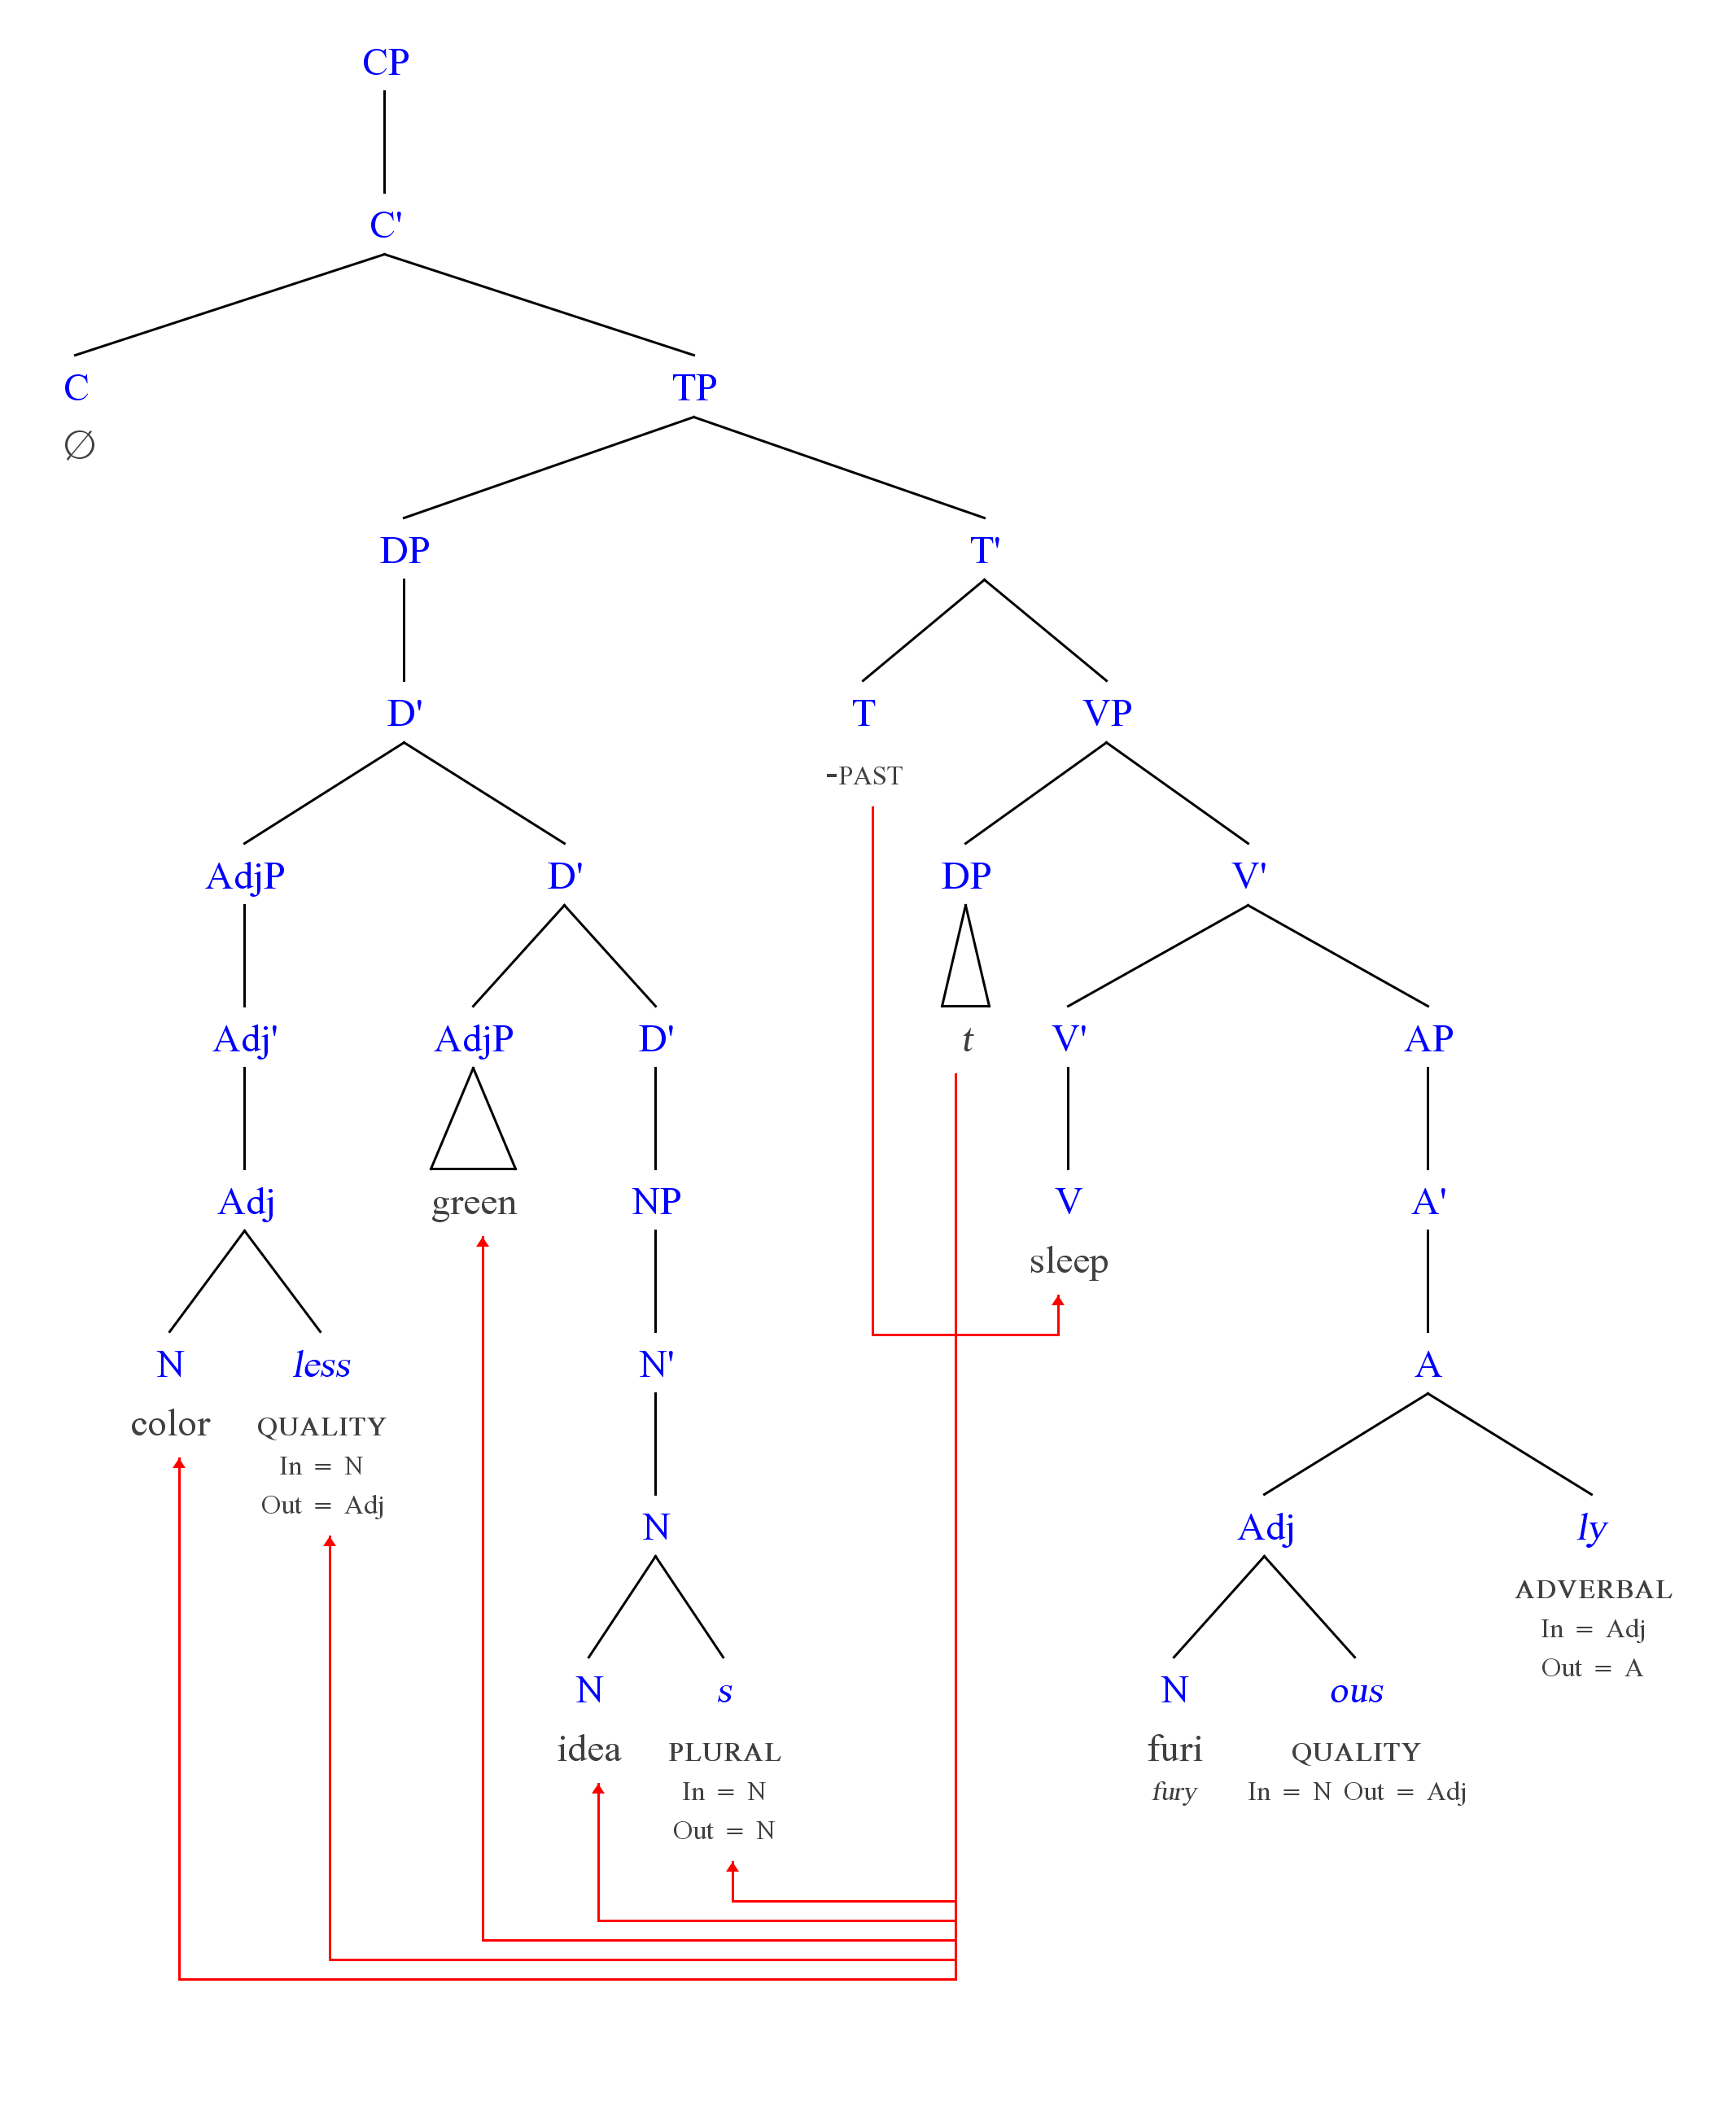 CP
C'
C TP
∅
DP T'
D' T VP
-PAST
AdjP D' DP V'
Adj' AdjP D' t V' AP
Adj green NP V A'
sleep
N less N' A
color QUALITY
In = N
Out = Adj
N Adj ly
ADVERBAL
In = Adj
Out = A
N s N ous
idea PLURAL furi QUALITY
In = N fury In = N Out = Adj
Out = N